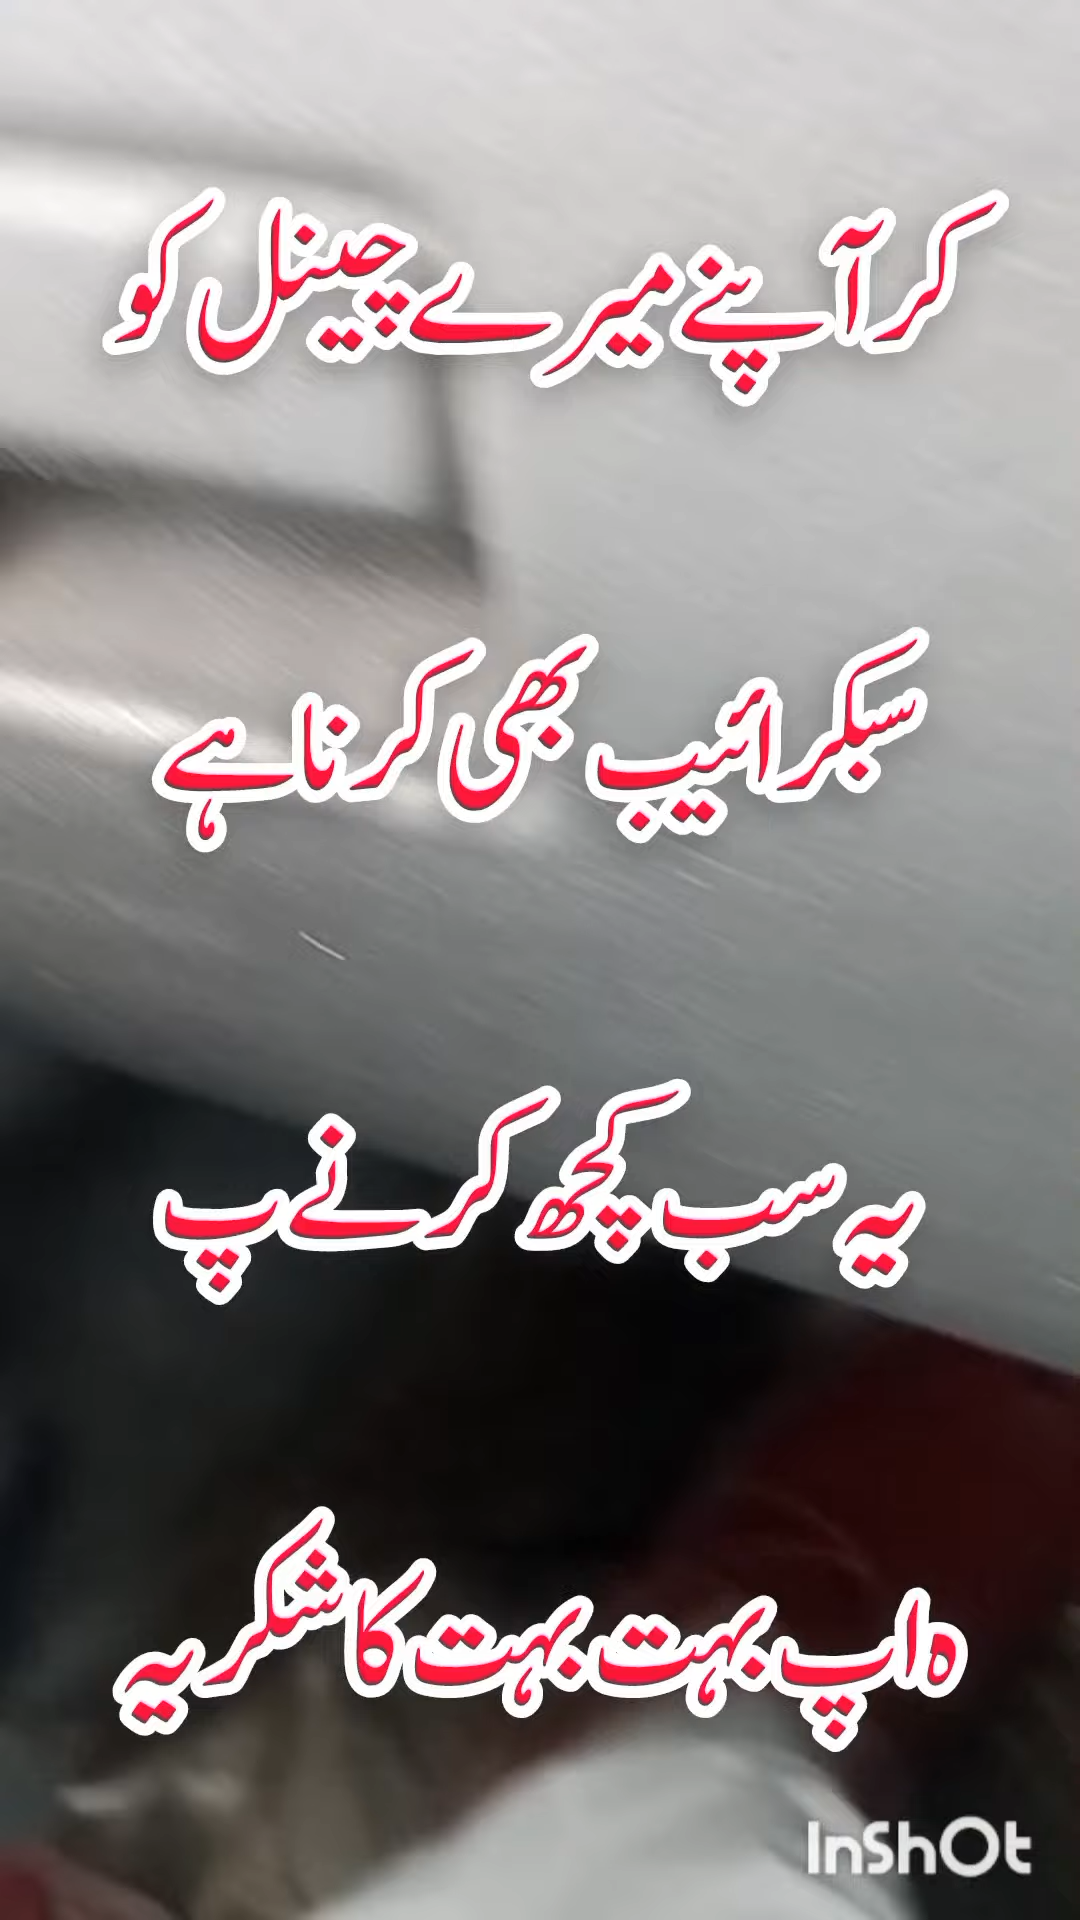 کر آپنے میرے چینل کو
سبکرائیب بھی کرنا ہے
یہ سب کچھ کرنے پ
ہ اپ بہت بہت کا شکریہ
InShOt